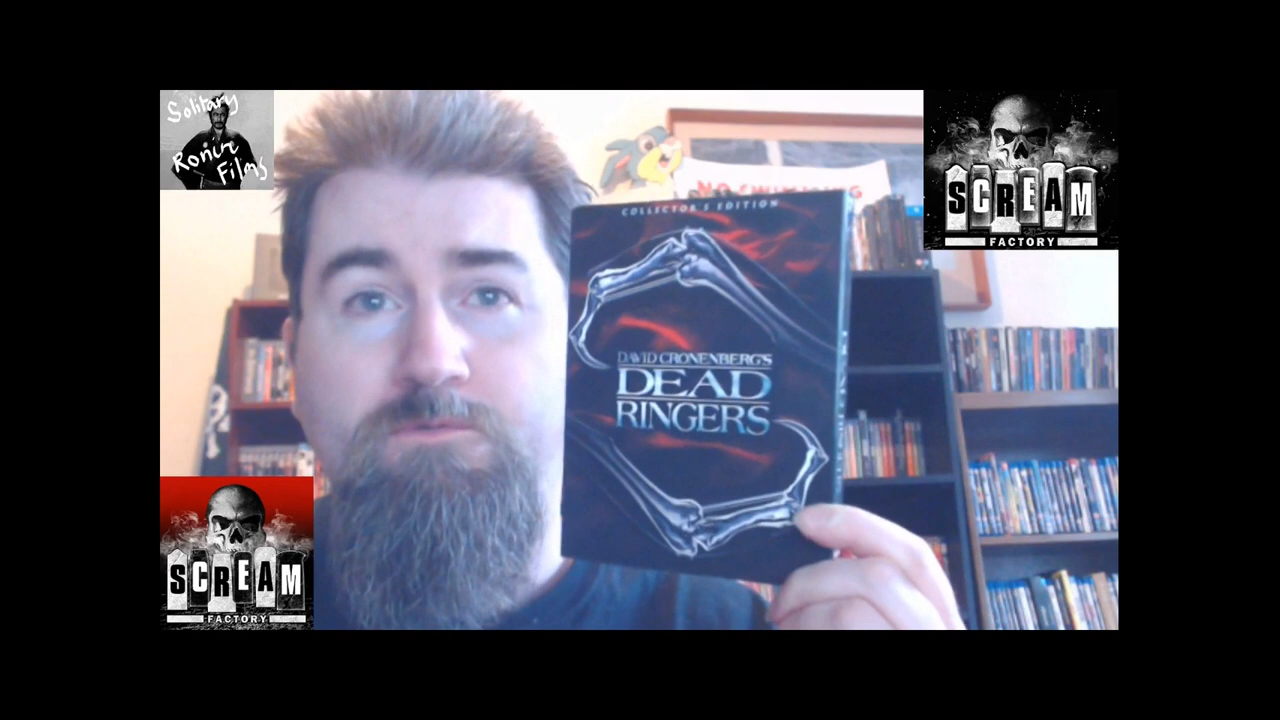 Solitary
Ronin
Films
SCREAM
FACTORY
NO SWIMMING
COLLECTOR'S EDITION
DAVID CRONENBERG'S
DEAD
RINGERS
SCREAM
FACTORY